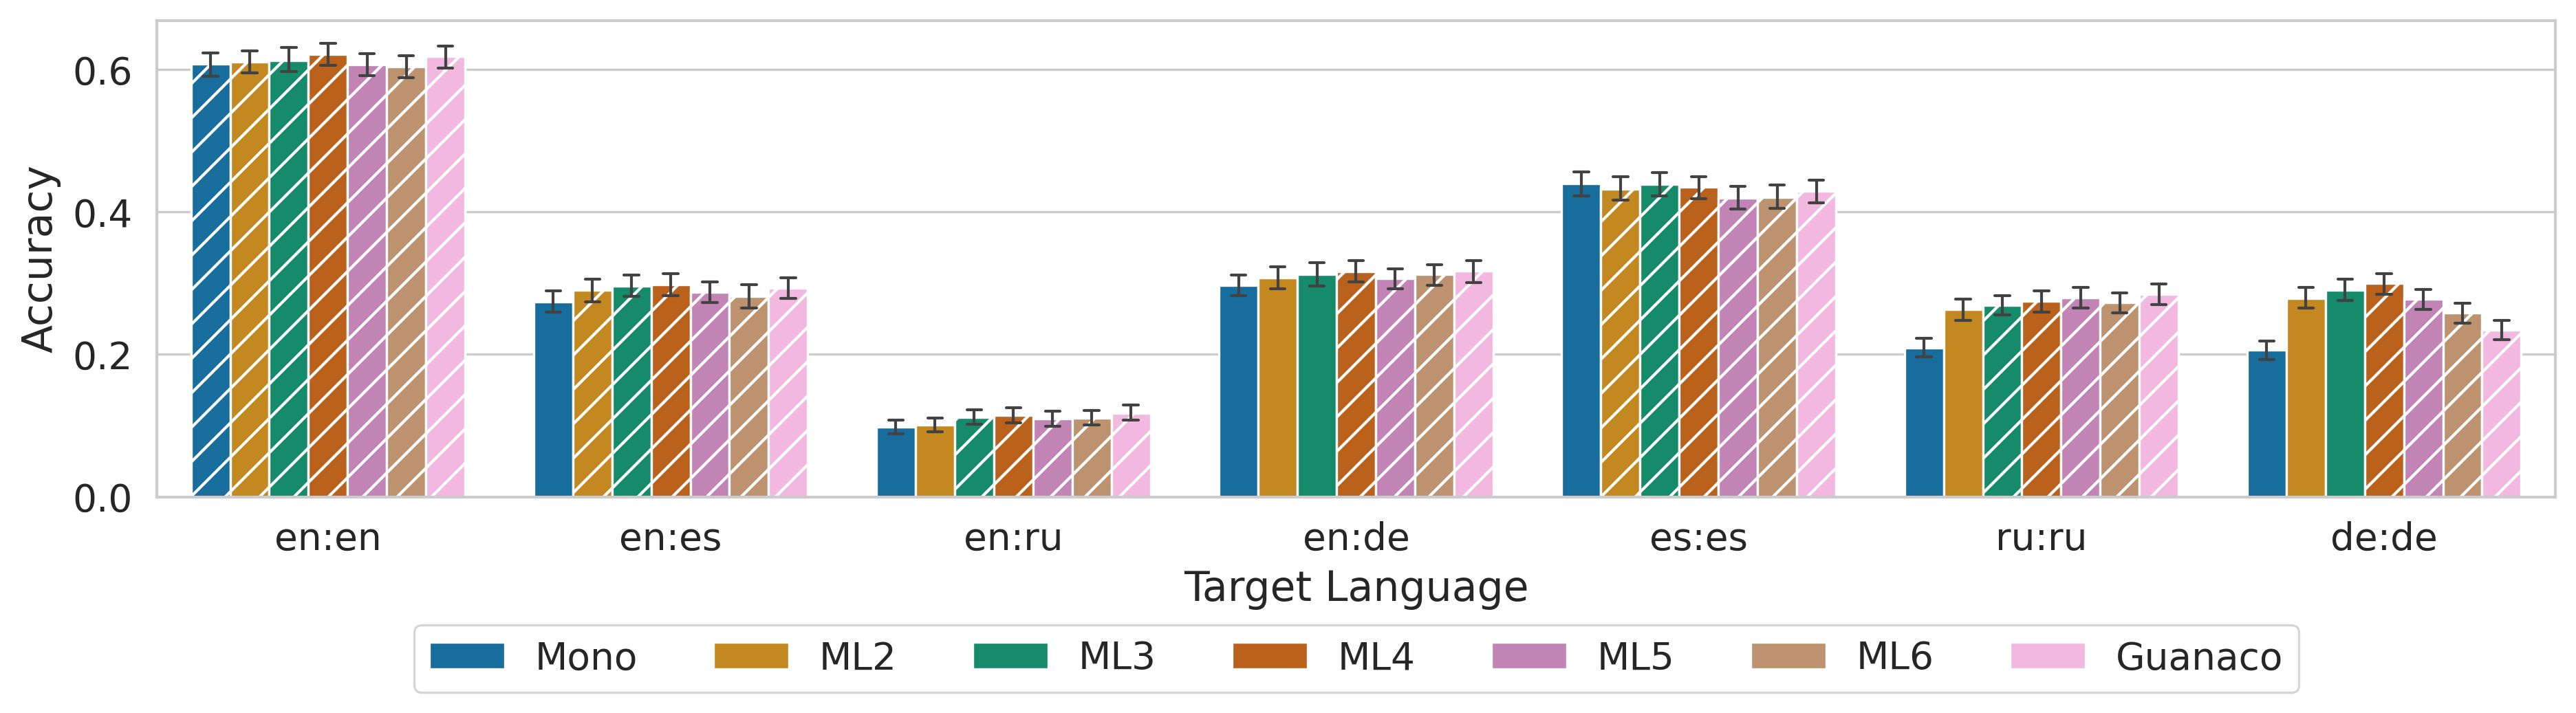 Accuracy
0.6
0.4
0.2
0.0
en:en en:es en:ru en:de es:es ru:ru de:de
Target Language
Mono ML2 ML3 ML4 ML5 ML6 Guanaco